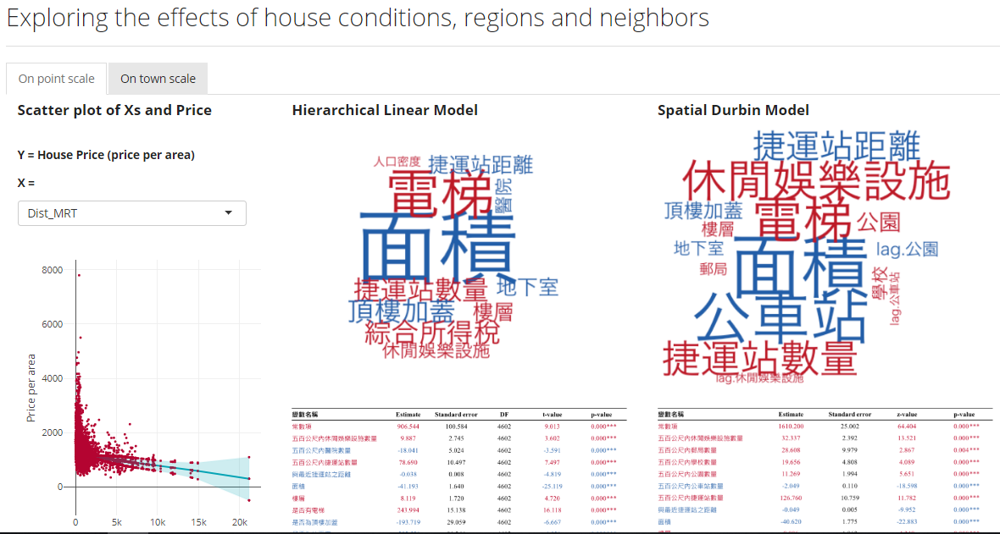 Exploring the effects of house conditions, regions and neighbors
On point scale
On town scale
Scatter plot of Xs and Price
Y = House Price (price per area)
X =
Dist_MRT
8000
6000
4000
2000
0
Price per area
0 5k 10k 15k 20k
Hierarchical Linear Model
人口密度
捷運站距離
電梯
醫院
面積
捷運站數量
地下室
頂樓加蓋
樓層
綜合所得稅
休閒娛樂設施
變數名稱 Estimate Standard error DF t-value p-value
常數項 906.544 100.584 4602 9.013 0.000***
五百公尺內休閒娛樂設施數量 9.887 2.745 4602 3.602 0.000***
五百公尺內醫院數量 -18.041 5.024 4602 -3.591 0.000***
五百公尺內捷運站數量 78.690 10.497 4602 7.497 0.000***
與最近捷運站之距離 -0.038 0.008 4602 -4.819 0.000***
面積 -41.193 1.640 4602 -25.119 0.000***
樓層 8.119 1.720 4602 4.720 0.000***
是否有電梯 243.994 15.138 4602 16.118 0.000***
是否為頂樓加蓋 -193.719 29.059 4602 -6.667 0.000***
Spatial Durbin Model
捷運站距離
休閒娛樂設施
頂樓加蓋
電梯
公園
樓層
地下室
面積
lag.公園
郵局
學校
lag.公車站
公車站
捷運站數量
lag.休閒娛樂設施
變數名稱 Estimate Standard error z-value p-value
常數項 1610.200 25.002 64.404 0.000***
五百公尺內休閒娛樂設施數量 32.337 2.392 13.521 0.000***
五百公尺內郵局數量 28.608 9.979 2.867 0.004***
五百公尺內學校數量 19.656 4.808 4.089 0.000***
五百公尺內公園數量 11.269 1.994 5.651 0.000***
五百公尺內公車站數量 -2.049 0.110 -18.598 0.000***
五百公尺內捷運站數量 126.760 10.759 11.782 0.000***
與最近捷運站之距離 -0.049 0.005 -9.952 0.000***
面積 -40.620 1.775 -22.883 0.000***